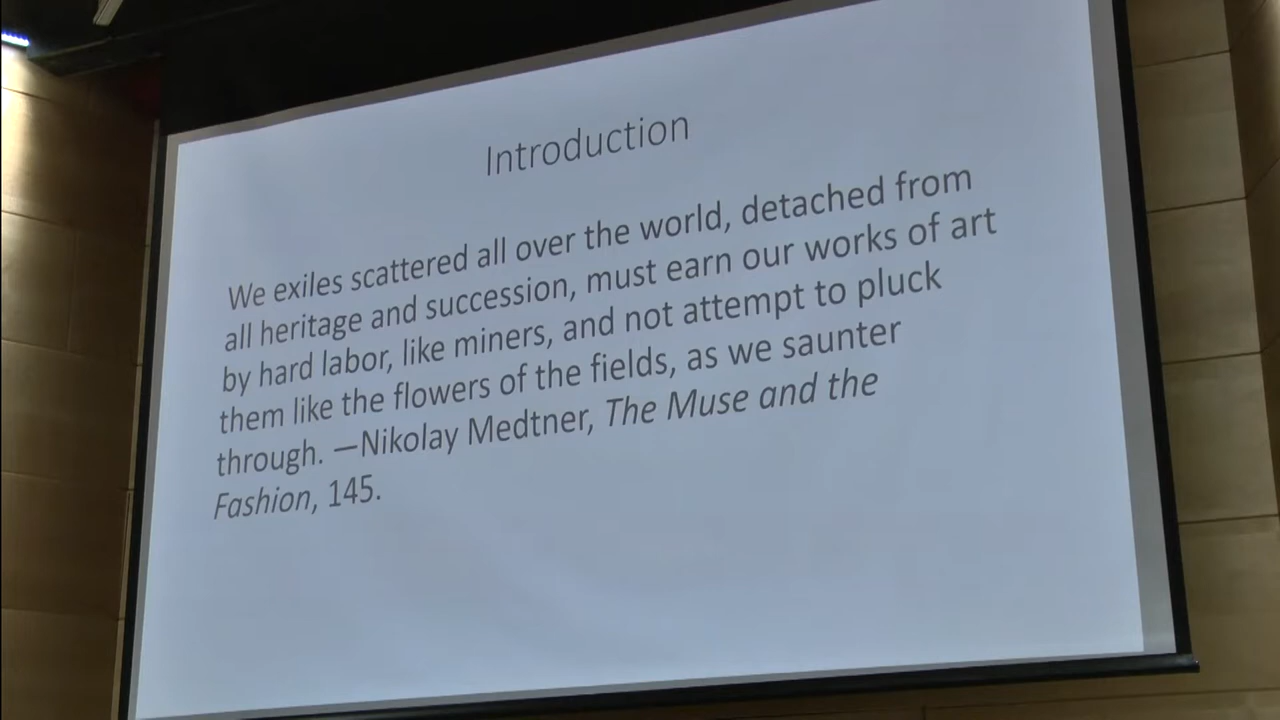 Introduction
We exiles scattered all over the world, detached from
all heritage and succession, must earn our works of art
by hard labor, like miners, and not attempt to pluck
them like the flowers of the fields, as we saunter
through. —Nikolay Medtner, The Muse and the
Fashion, 145.